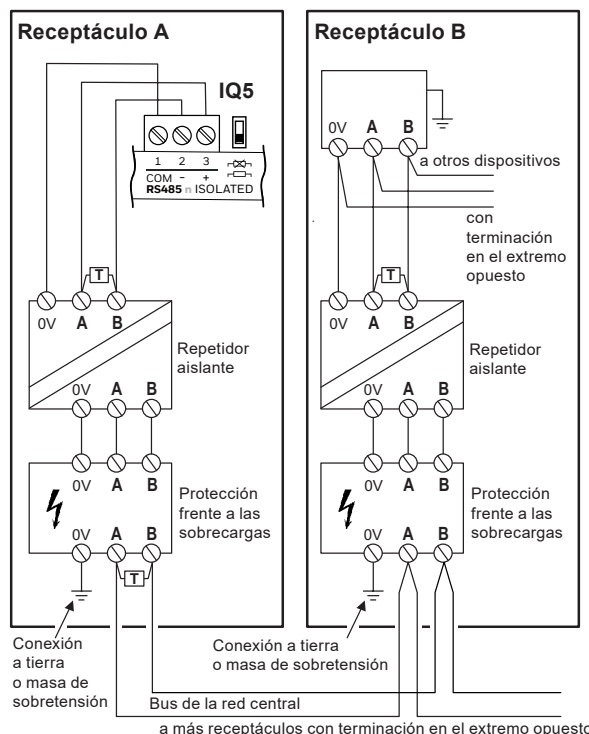 Receptáculo A
IQ5
1 2 3
COM - +
RS485 n ISOLATED
T
0V A B
Repetidor
aislante
0V A B
0V A B
Protección
frente a las
sobrecargas
0V A B
T
Conexión
a tierra
o masa de
sobretensión
Receptáculo B
0V A B
a otros dispositivos
con
terminación
en el extremo
opuesto
T
0V A B
Repetidor
aislante
0V A B
0V A B
Protección
frente a las
sobrecargas
0V A B
Conexión a tierra
o masa de sobretensión
Bus de la red central
a más receptáculos con terminación en el extremo opuesto